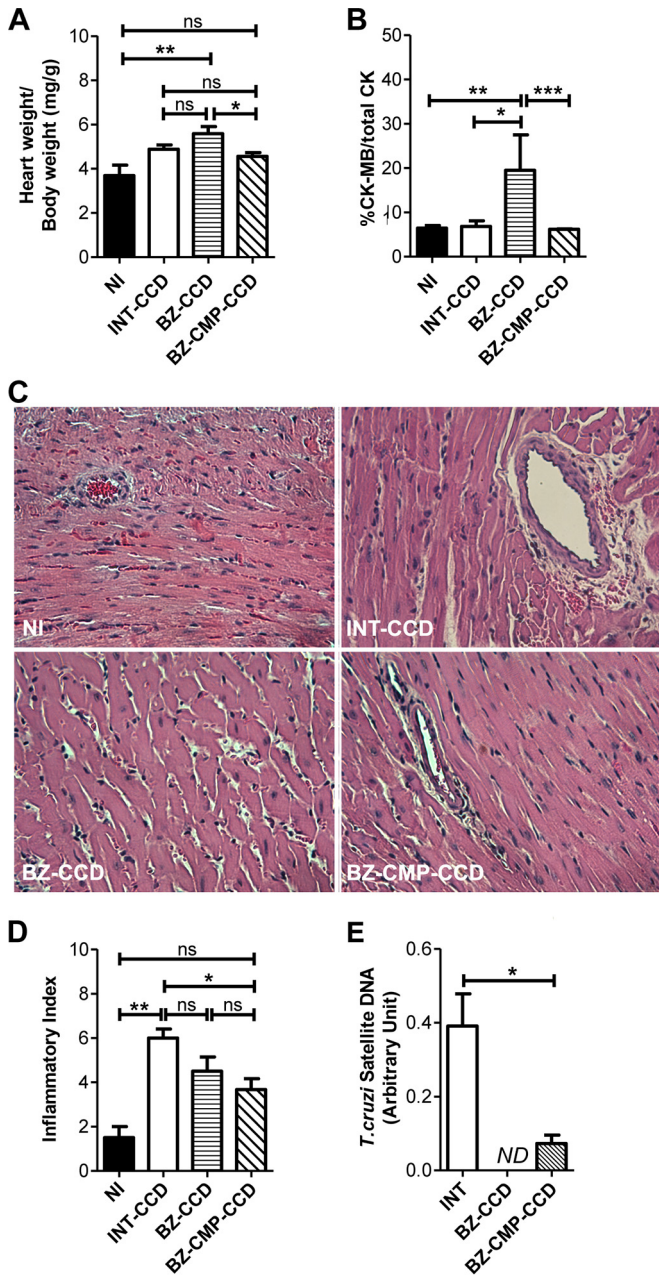 A
ns
**
ns
ns
*
Heart weight/
Body weight (mg/g)
10
8
6
4
2
0
NI
INT-CCD
BZ-CCD
BZ-CMP-CCD
B
**
***
*
%CK-MB/total CK
50
40
30
20
10
0
NI
INT-CCD
BZ-CCD
BZ-CMP-CCD
C
NI
INT-CCD
BZ-CCD
BZ-CMP-CCD
D
ns
*
**
ns
ns
Inflammatory Index
10
8
6
4
2
0
NI
INT-CCD
BZ-CCD
BZ-CMP-CCD
E
*
T.cruzi Satellite DNA
(Arbitrary Unit)
0.6
0.4
0.2
0.0
ND
INT
BZ-CCD
BZ-CMP-CCD